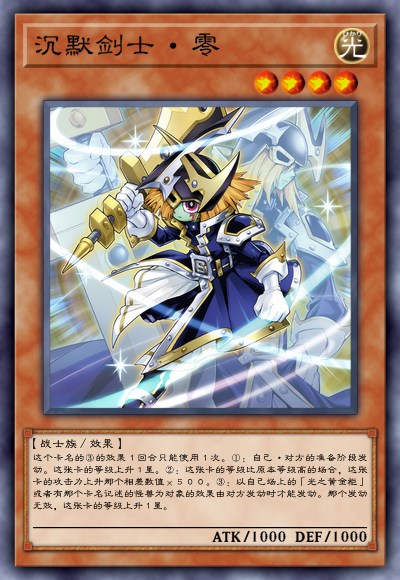 沉默剑士·零
光
【战士族/效果】
这个卡名的③的效果1回合只能使用1次。①：自己·对方的准备阶段发
动。这张卡的等级上升1星。②：这张卡的等级比原本等级高的场合，这张
卡的攻击力上升那个相差数值×500。③：以自己场上的「光之黄金柜」
或者有那个卡名记述的怪兽为对象的效果由对方发动时才能发动。那个发动
无效，这张卡的等级上升1星。
ATK/1000 DEF/1000